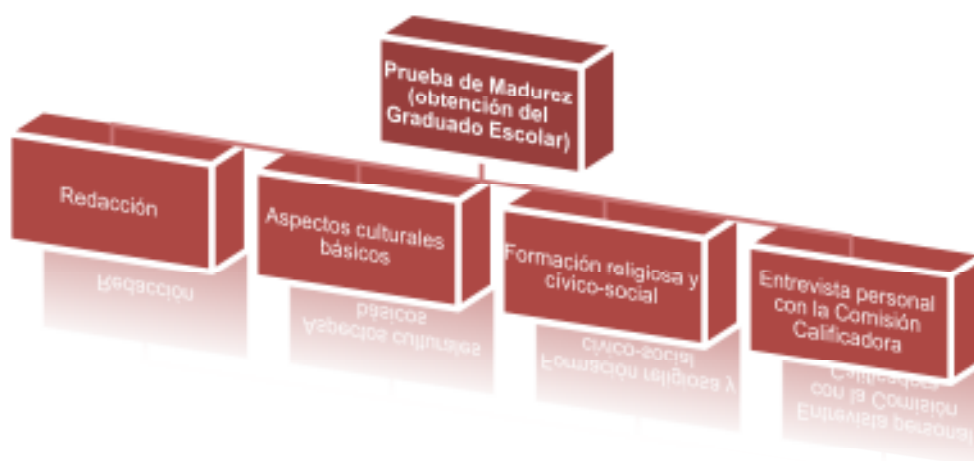 Prueba de Madurez
(obtención del
Graduado Escolar)
Redacción
Aspectos culturales
básicos
Formación religiosa y
cívico-social
Entrevista personal
con la Comisión
Calificadora